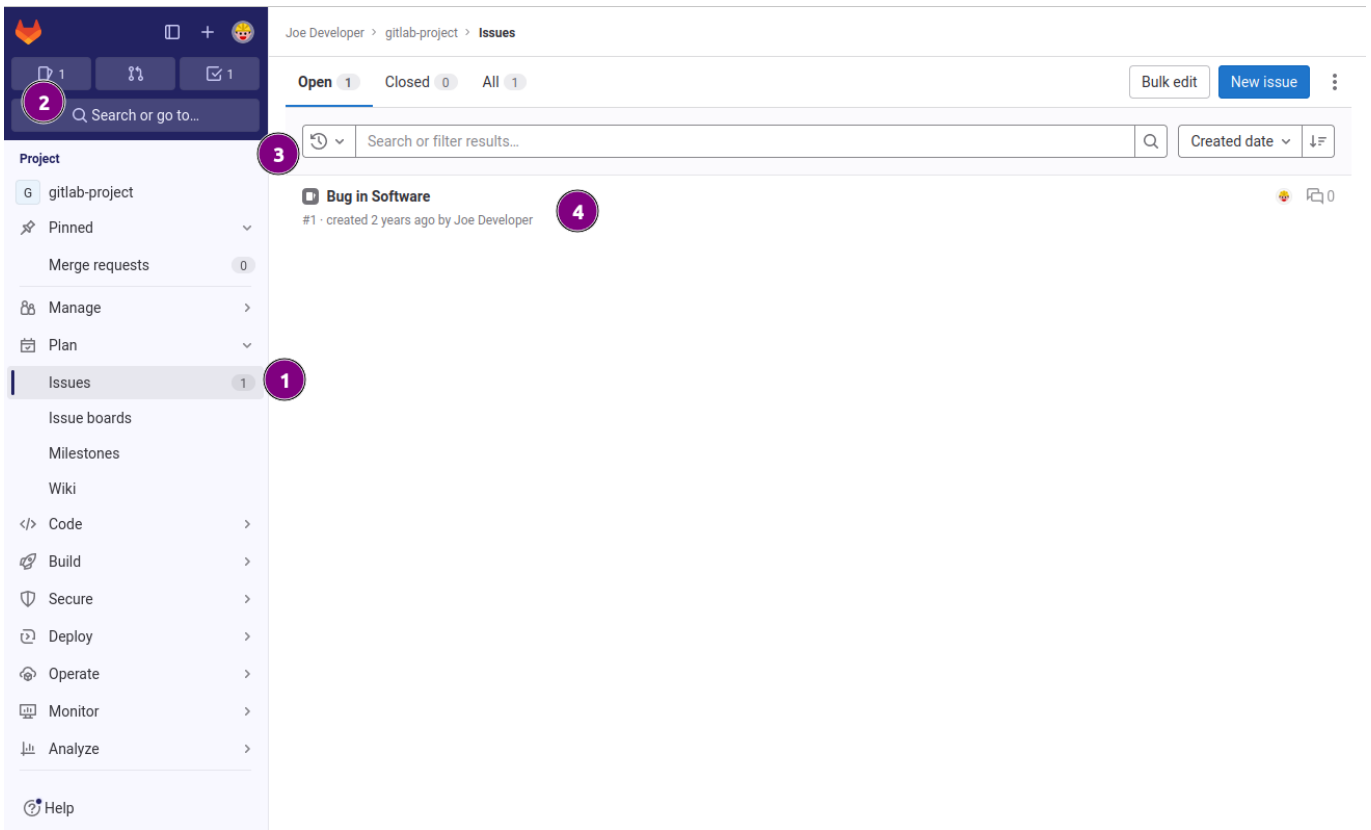 Joe Developer > gitlab-project > Issues
1 1
2
Search or go to...
Project
G gitlab-project
Pinned
Merge requests 0
Manage
Plan
Issues 1
1
Issue boards
Milestones
Wiki
Code
Build
Secure
Deploy
Operate
Monitor
Analyze
Help
Open 1 Closed 0 All 1
Bulk edit New issue
3
Search or filter results...
Created date
Bug in Software
#1 · created 2 years ago by Joe Developer
4
0